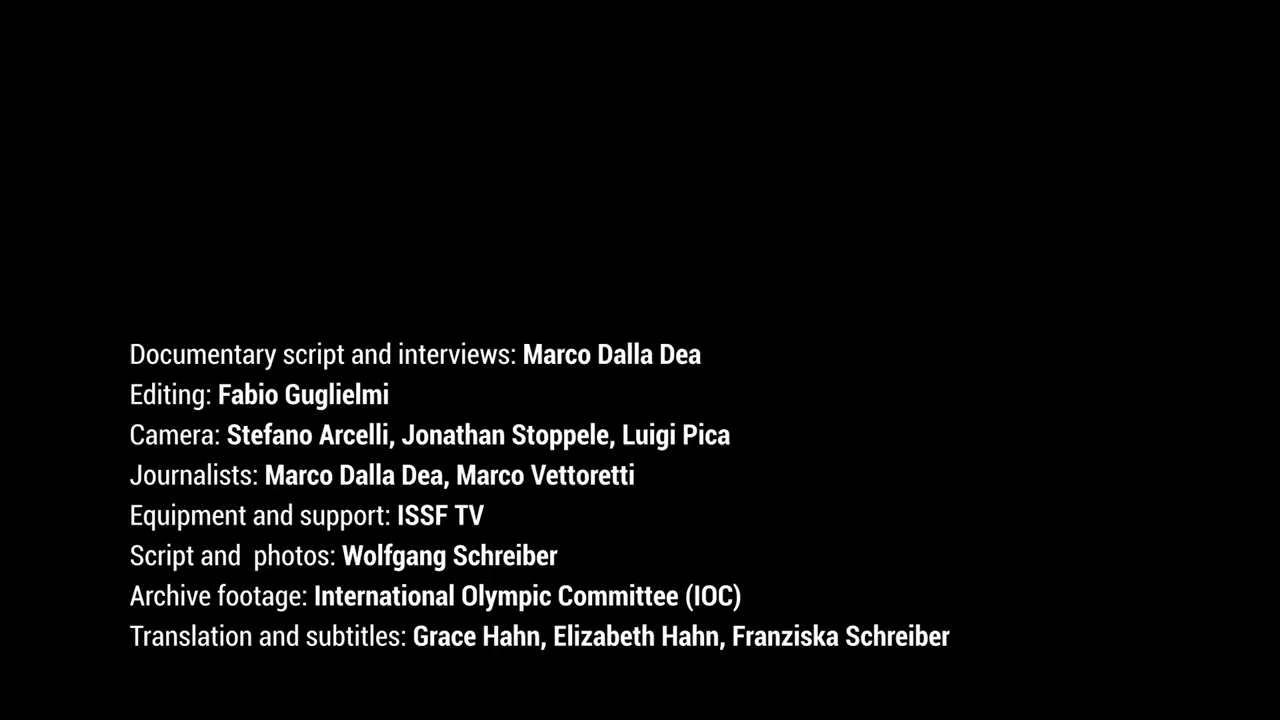 Documentary script and interviews: Marco Dalla Dea
Editing: Fabio Guglielmi
Camera: Stefano Arcelli, Jonathan Stoppele, Luigi Pica
Journalists: Marco Dalla Dea, Marco Vettoretti
Equipment and support: ISSF TV
Script and  photos: Wolfgang Schreiber
Archive footage: International Olympic Committee (IOC)
Translation and subtitles: Grace Hahn, Elizabeth Hahn, Franziska Schreiber